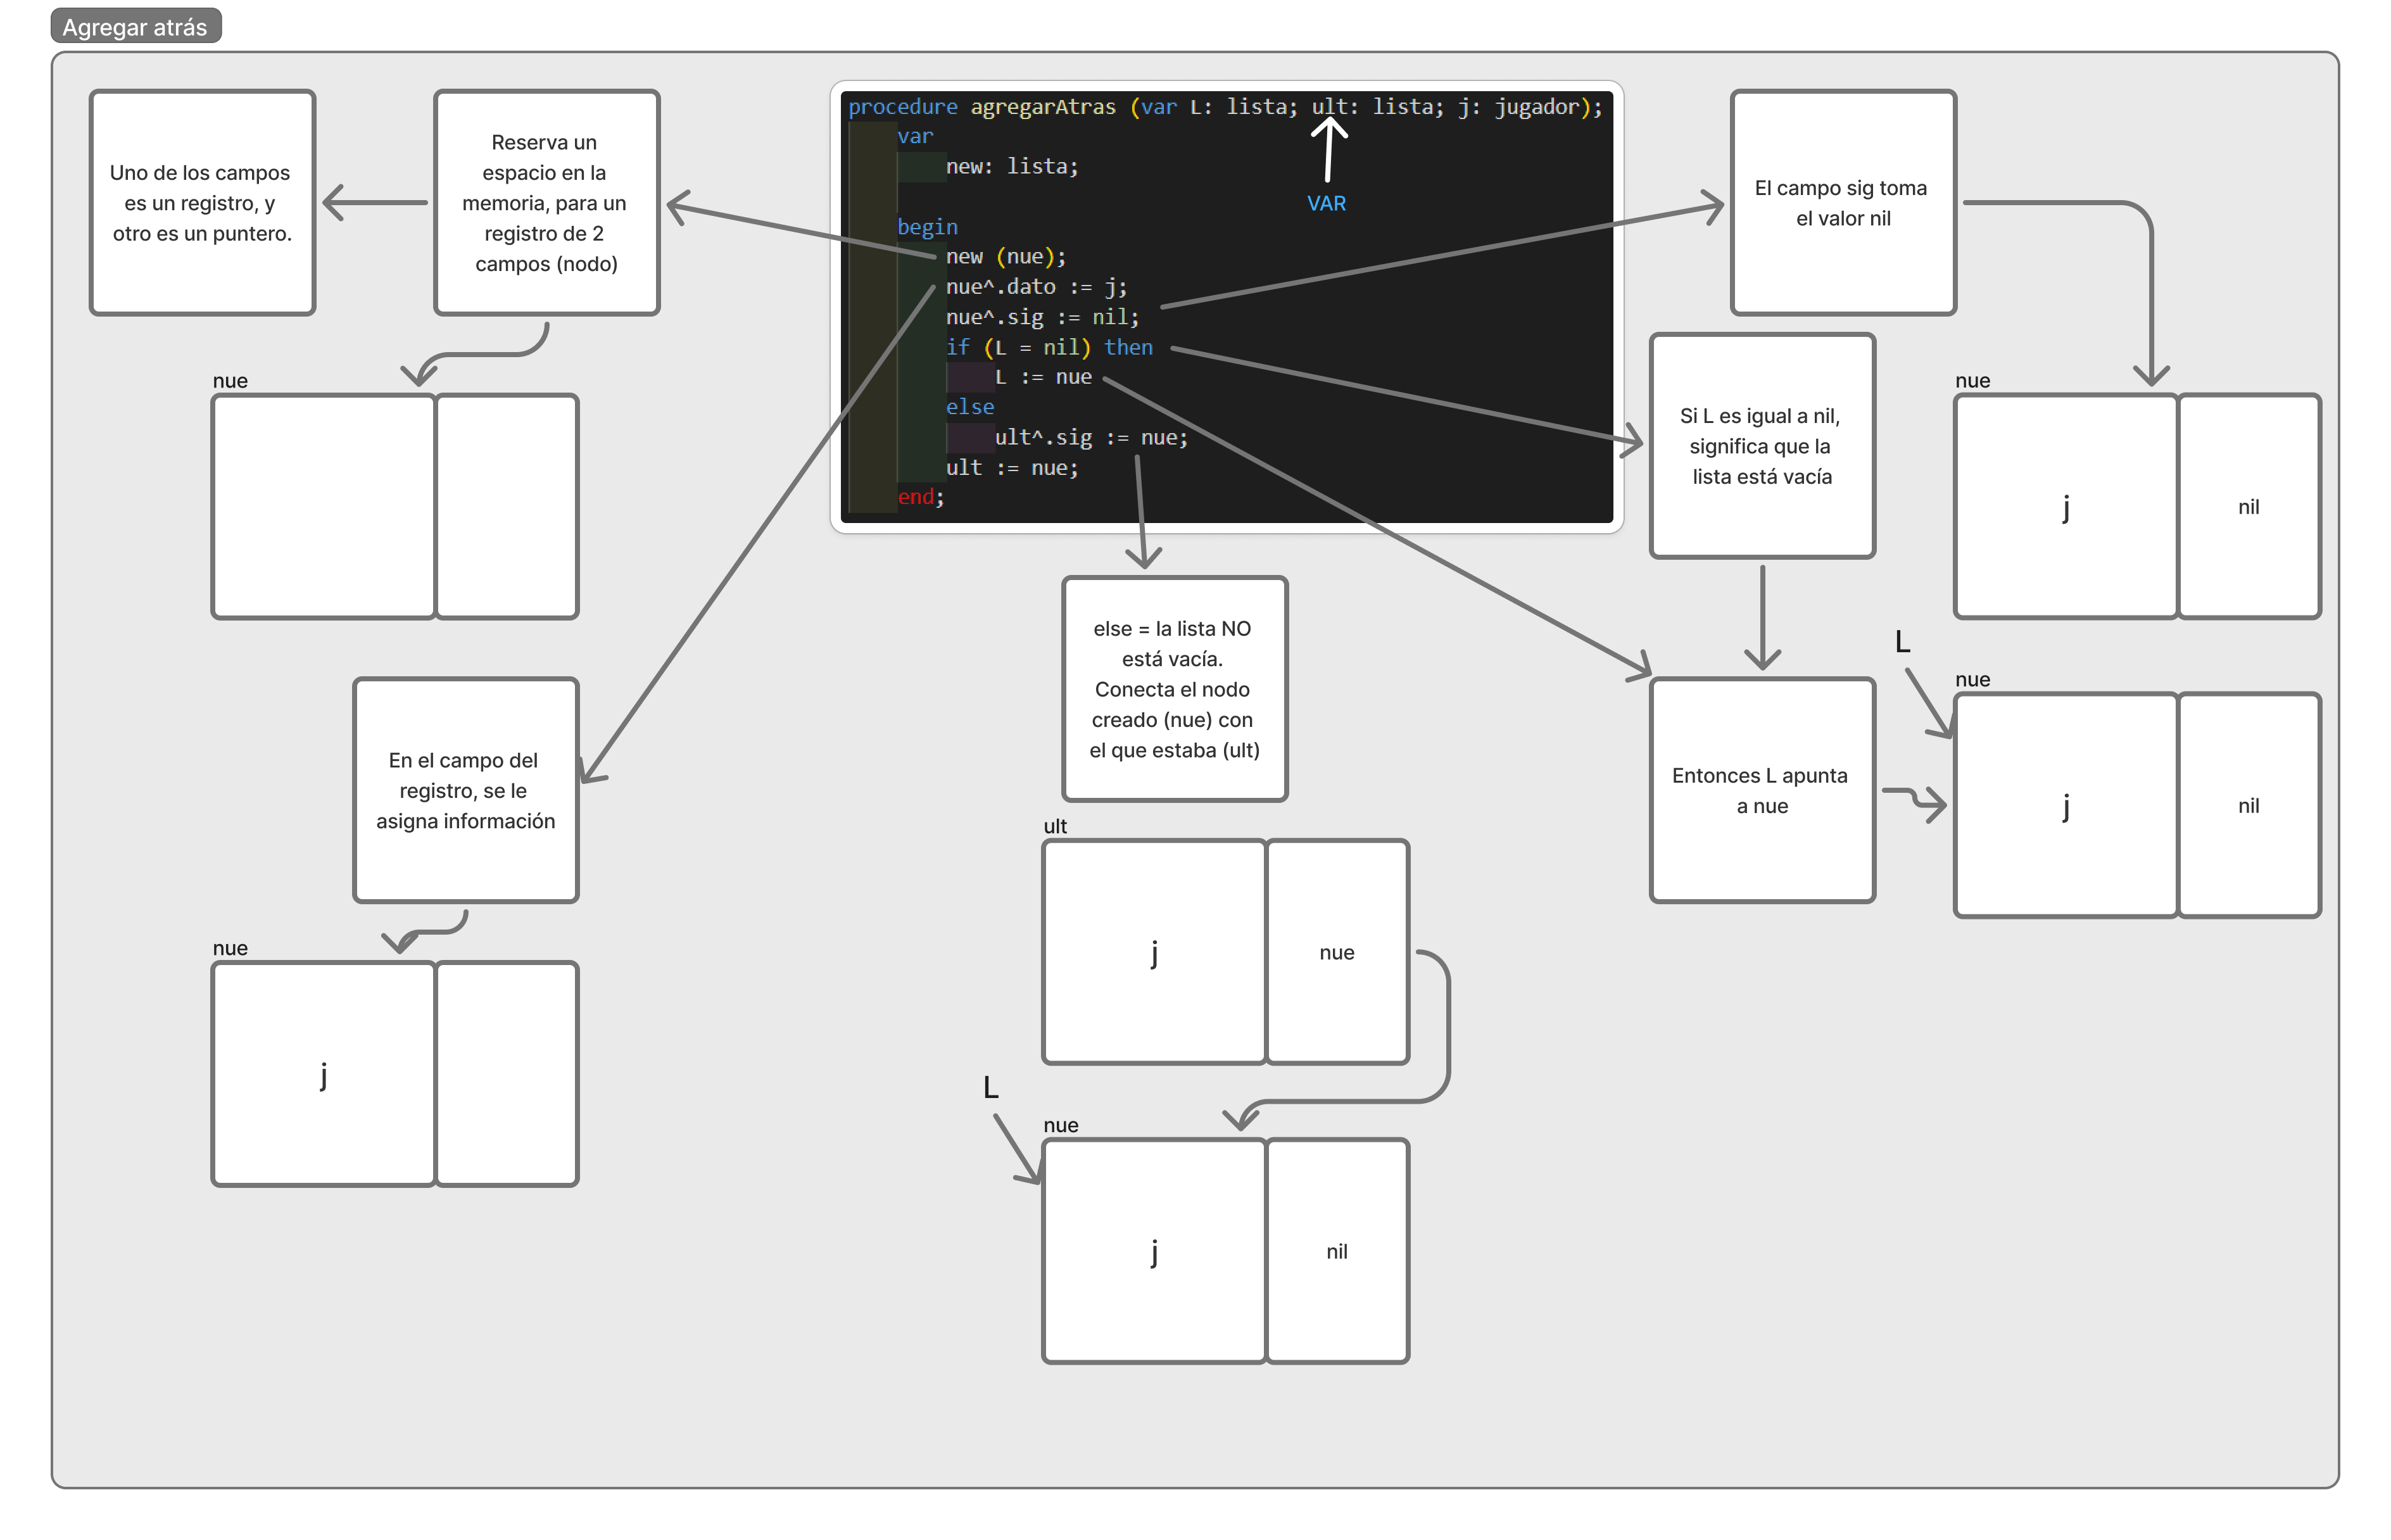 Agregar atrás
Uno de los campos
es un registro, y
otro es un puntero.
Reserva un
espacio en la
memoria, para un
registro de 2
campos (nodo)
procedure agregarAtras (var L: lista; ult: lista; j: jugador);
var
new: lista;
VAR
begin
new (nue);
nue^.dato := j;
nue^.sig := nil;
if (L = nil) then
L := nue
else
ult^.sig := nue;
ult := nue;
end;
El campo sig toma
el valor nil
Si L es igual a nil,
significa que la
lista está vacía
nue
j
nil
nue
else = la lista NO
está vacía.
Conecta el nodo
creado (nue) con
el que estaba (ult)
En el campo del
registro, se le
asigna información
nue
j
Entonces L apunta
a nue
L
nue
j
nil
ult
j
nue
L
nue
j
nil